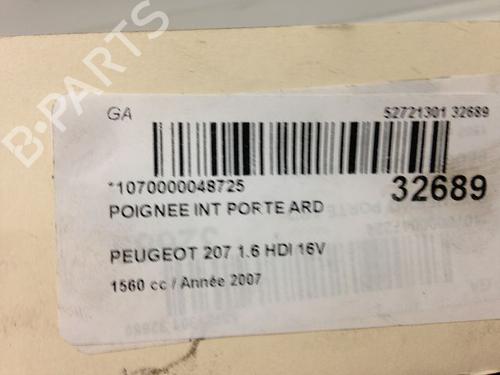 B-PARTS
GA
52721301 32689
*1070000048725
32689
POIGNEE INT PORTE ARD
PEUGEOT 207 1.6 HDI 16V
1560 cc / Année 2007